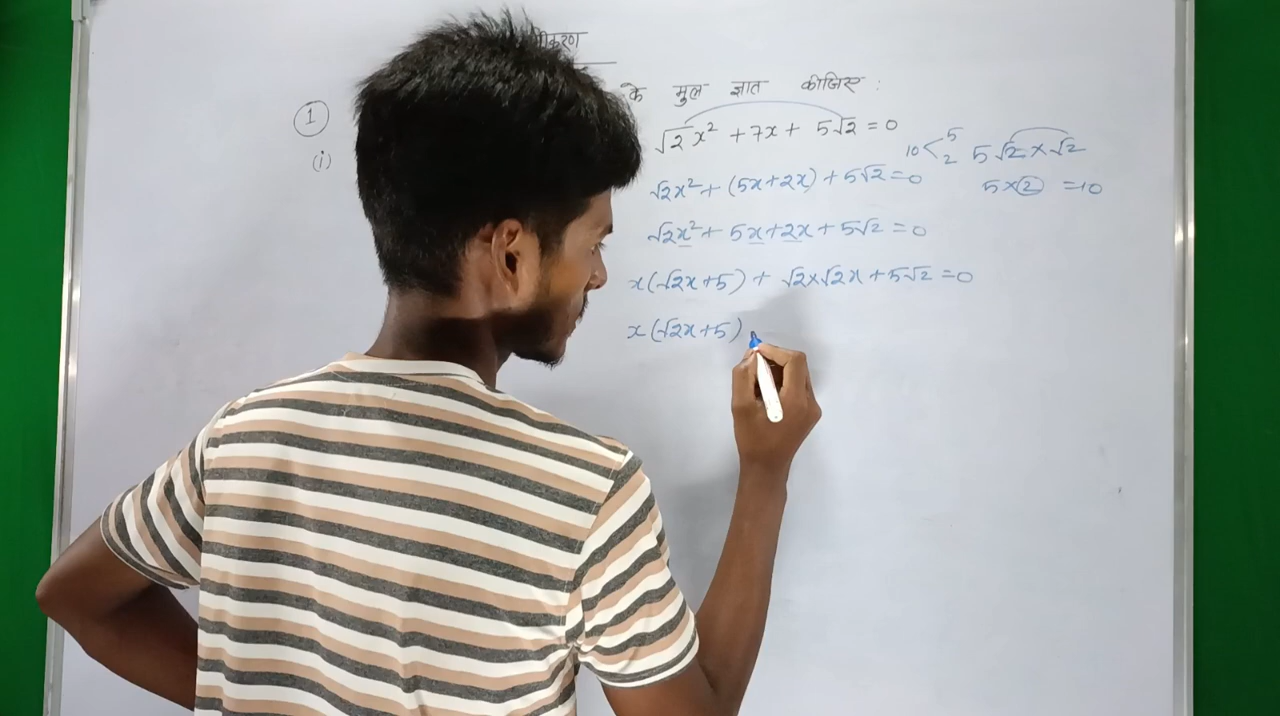 के मुल ज्ञात कीजिए :
①
(i) √2x² + 7x + 5√2 = 0
10 < 5 2
5√2 × √2
5×2 = 10
√2x² + (5x+2x) + 5√2 = 0
√2x² + 5x + 2x + 5√2 = 0
x(√2x+5) + √2×√2x + 5√2 = 0
x(√2x+5)